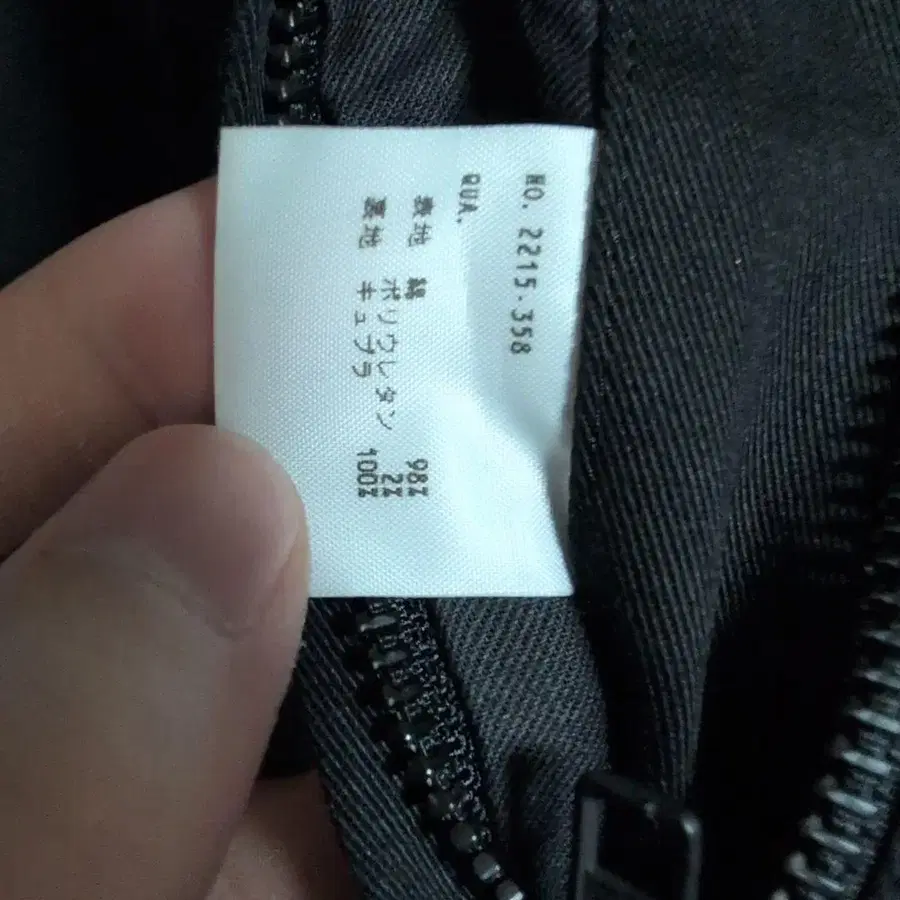 NO. 2215-358
QUA.
表地 綿 98%
ポリウレタン 2%
裏地 キュプラ 100%